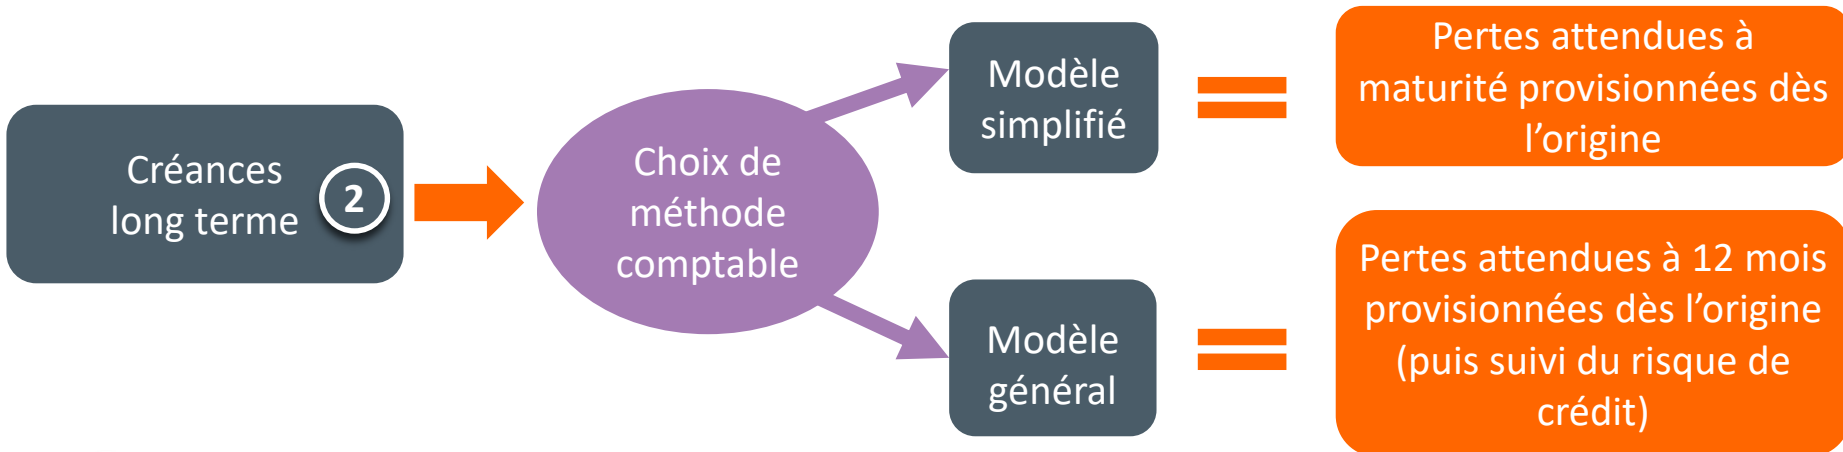 Créances
long terme
2
Choix de
méthode
comptable
Modèle
simplifié
Pertes attendues à
maturité provisionnées dès
l’origine
Modèle
général
Pertes attendues à 12 mois
provisionnées dès l’origine
(puis suivi du risque de
crédit)